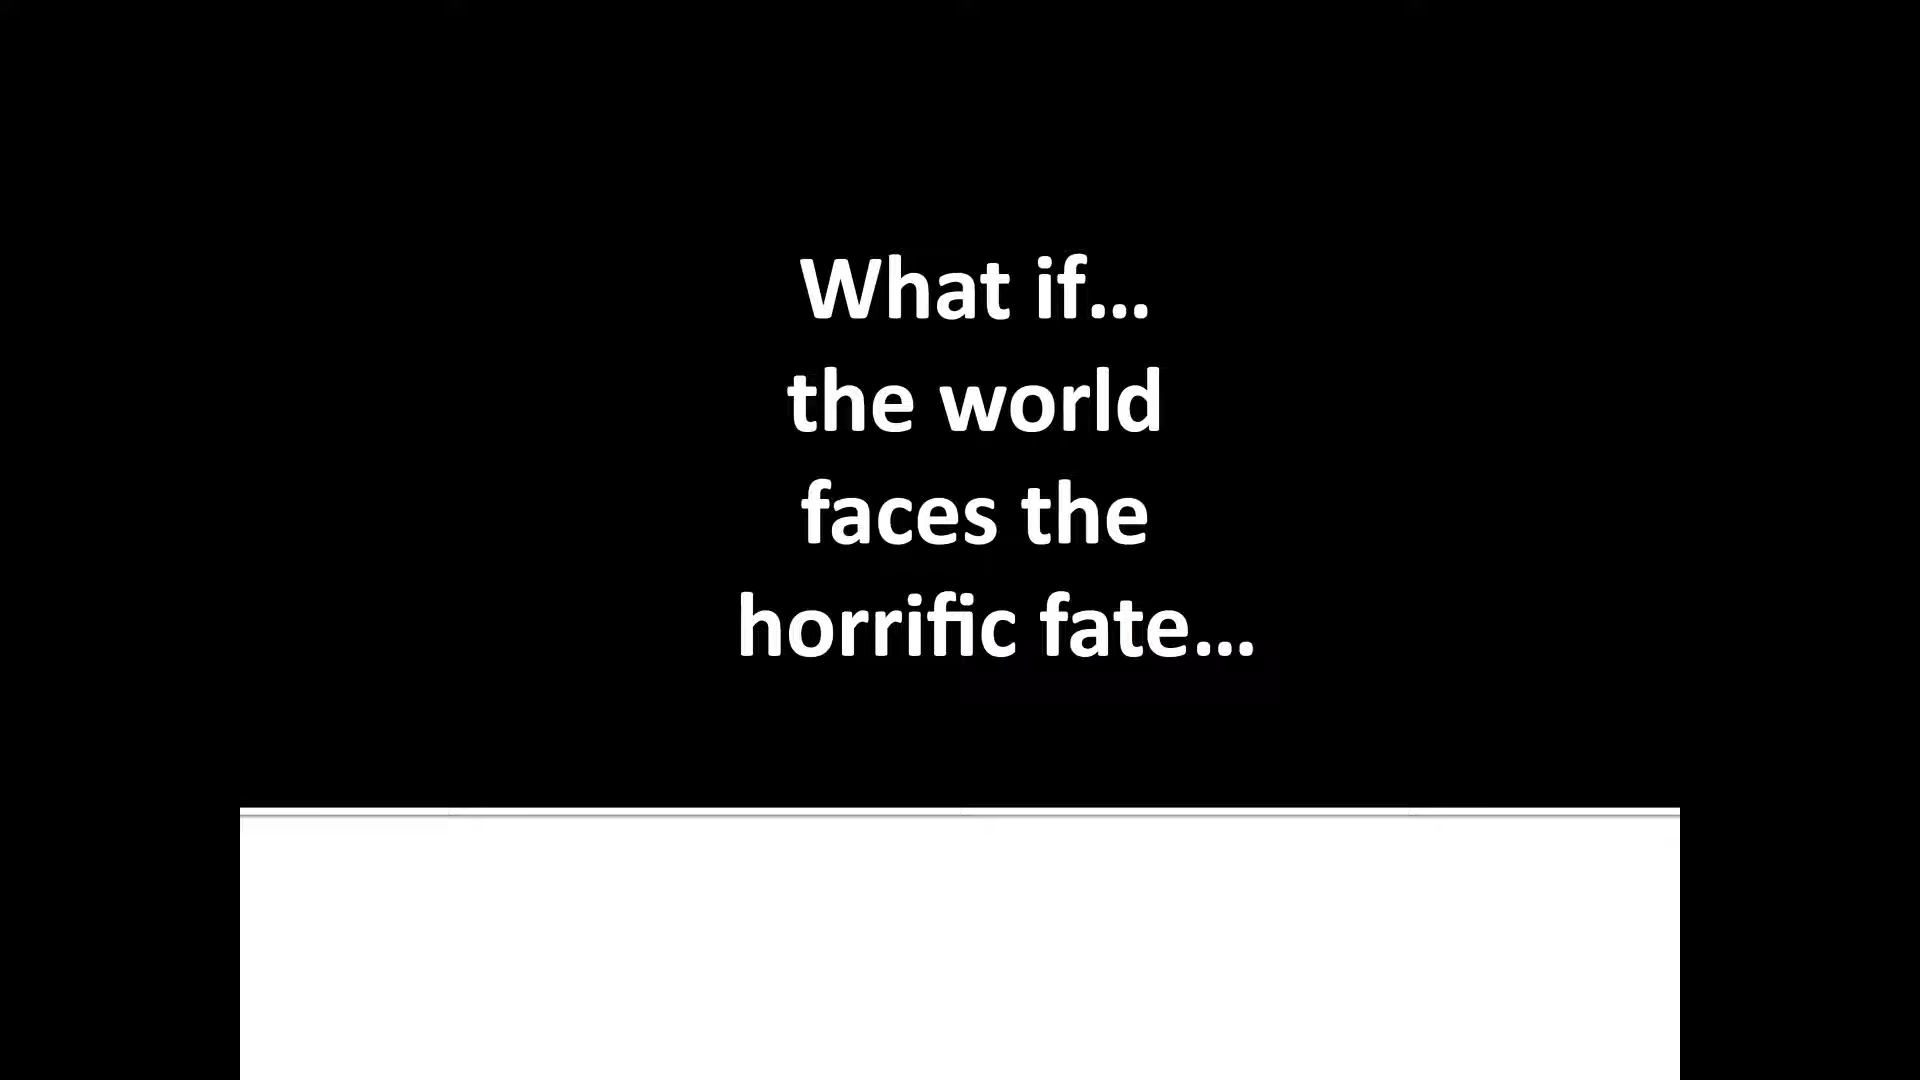 What if...
the world
faces the
horrific fate...